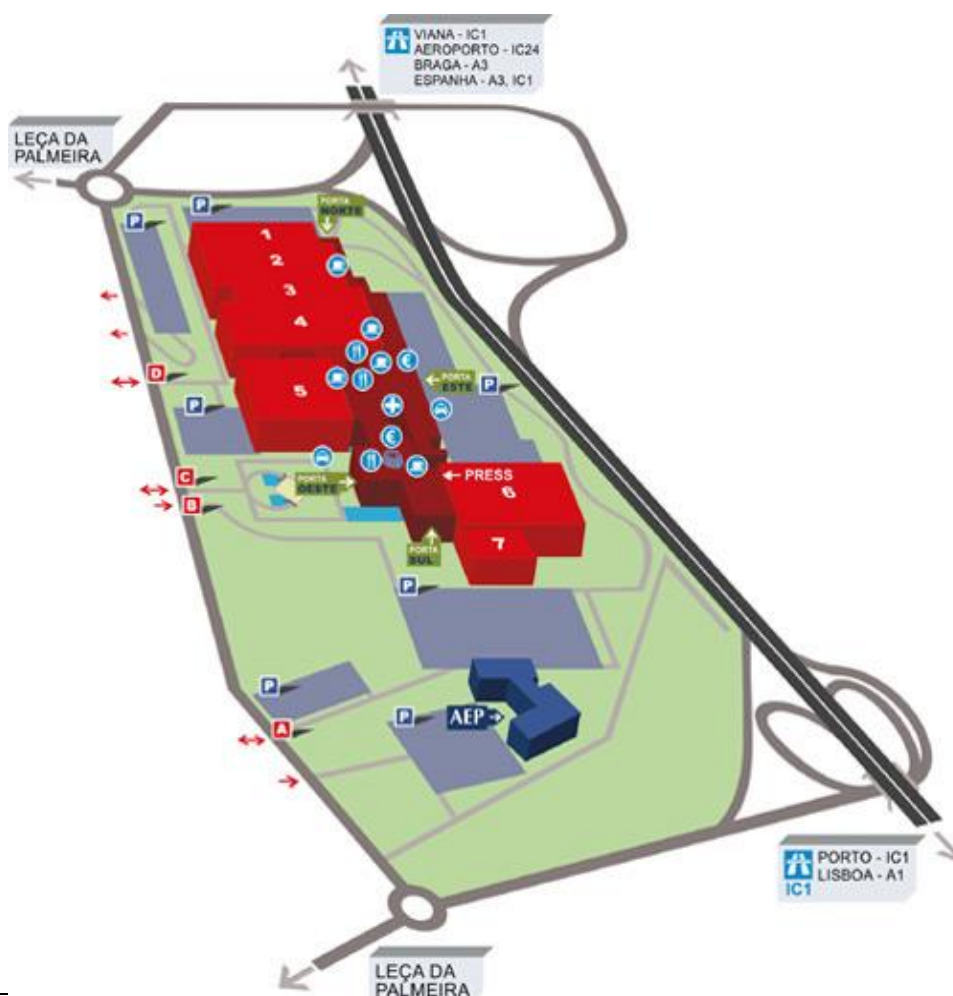 VIANA - IC1
AEROPORTO - IC24
BRAGA - A3
ESPANHA - A3, IC1
LEÇA DA
PALMEIRA
P
P
PORTA
NORTE
1
2
3
4
D
5
PORTA
ESTE
P
P
€
€
C
PORTA
OESTE
PRESS
6
B
7
PORTA
SUL
P
P
A
P
AEP
PORTO - IC1
LISBOA - A1
IC1
LEÇA DA
PALMEIRA